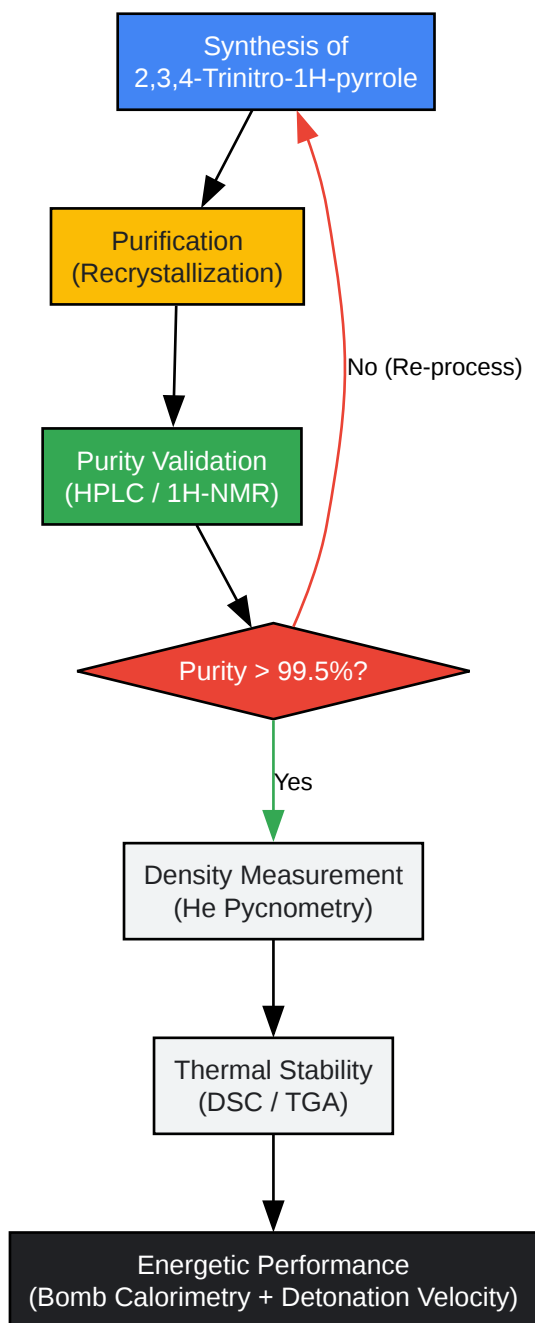 Synthesis of
2,3,4-Trinitro-1H-pyrrole
Purification
(Recrystallization)
No (Re-process)
Purity Validation
(HPLC / 1H-NMR)
Purity > 99.5%?
Yes
Density Measurement
(He Pycnometry)
Thermal Stability
(DSC / TGA)
Energetic Performance
(Bomb Calorimetry + Detonation Velocity)